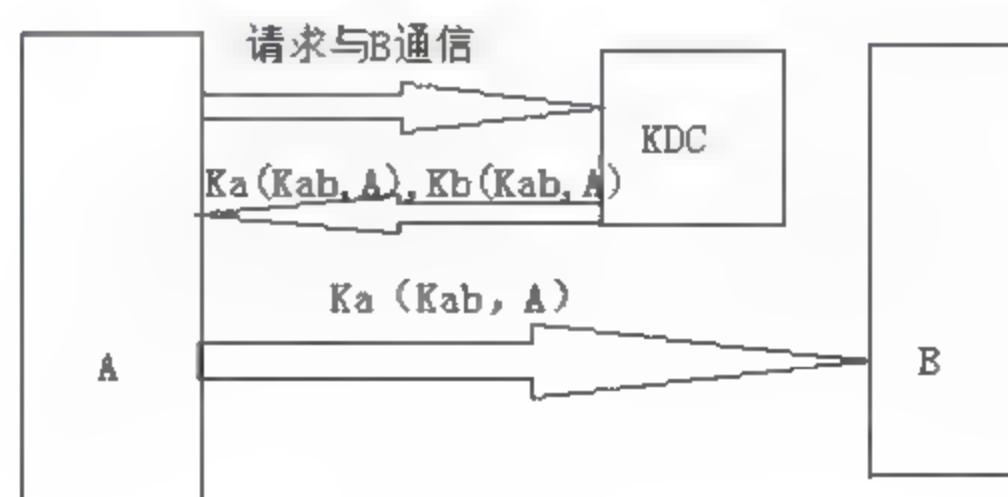 请求与B通信
KDC
Ka(Kab,A),Kb(Kab,A)
Ka（Kab，A）
A
B